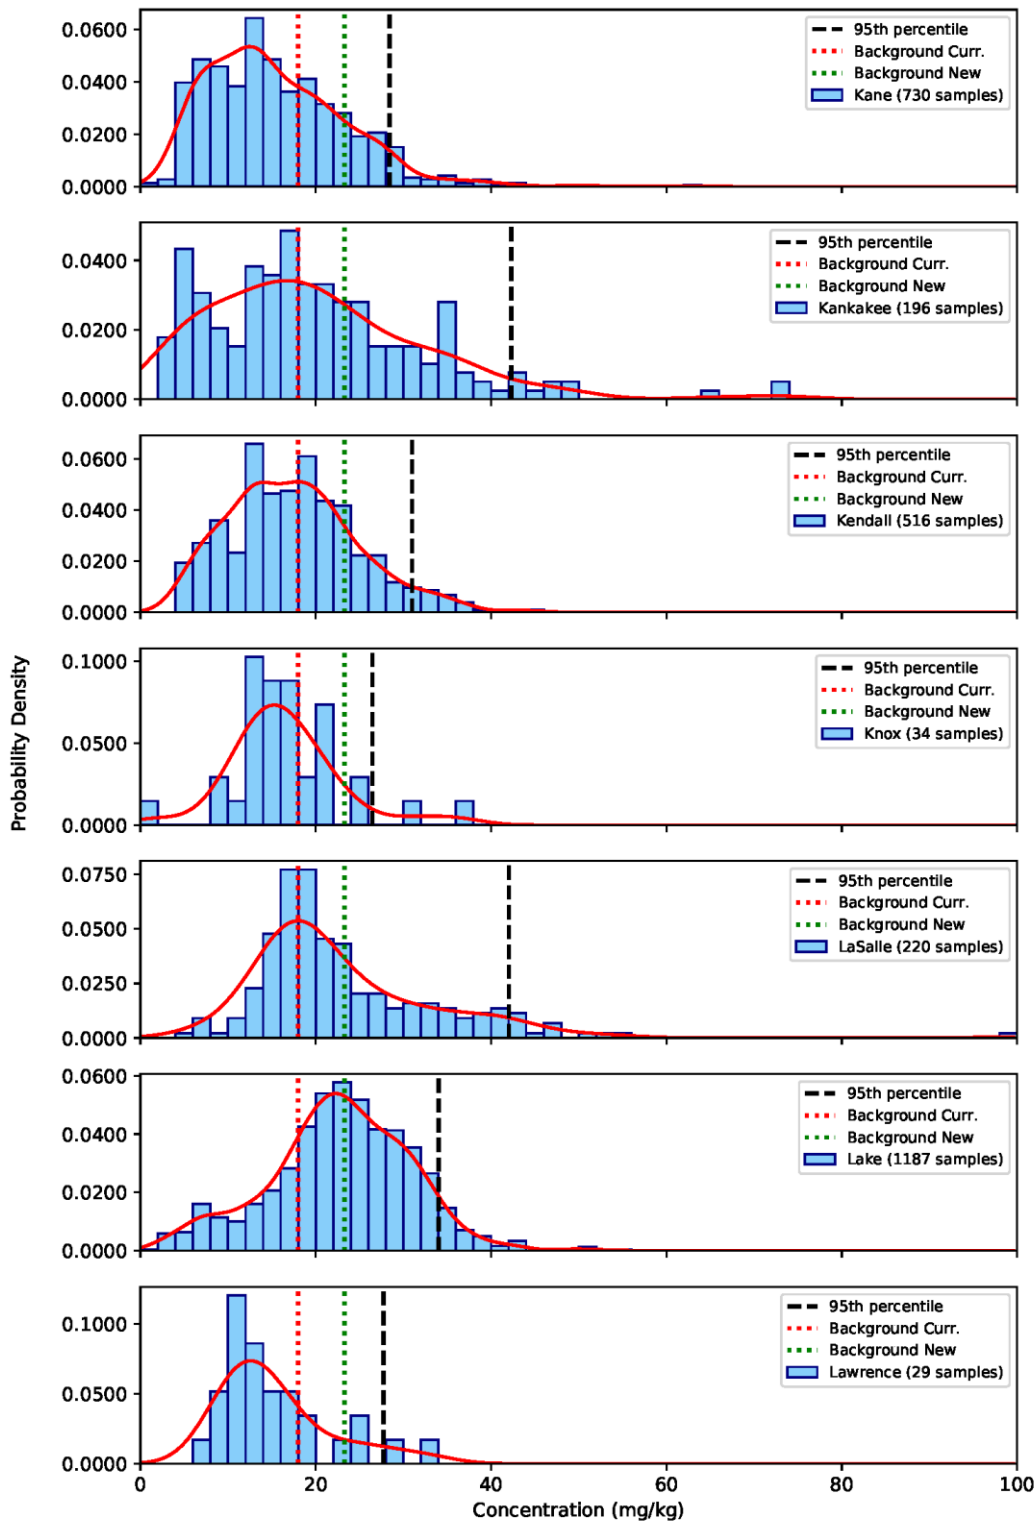 0.0600
0.0400
0.0200
0.0000
95th percentile
Background Curr.
Background New
Kane (730 samples)
0.0400
0.0200
0.0000
95th percentile
Background Curr.
Background New
Kankakee (196 samples)
0.0600
0.0400
0.0200
0.0000
95th percentile
Background Curr.
Background New
Kendall (516 samples)
Probability Density
0.1000
0.0500
0.0000
95th percentile
Background Curr.
Background New
Knox (34 samples)
0.0750
0.0500
0.0250
0.0000
95th percentile
Background Curr.
Background New
LaSalle (220 samples)
0.0600
0.0400
0.0200
0.0000
95th percentile
Background Curr.
Background New
Lake (1187 samples)
0.1000
0.0500
0.0000
95th percentile
Background Curr.
Background New
Lawrence (29 samples)
0 20 40 60 80 100
Concentration (mg/kg)